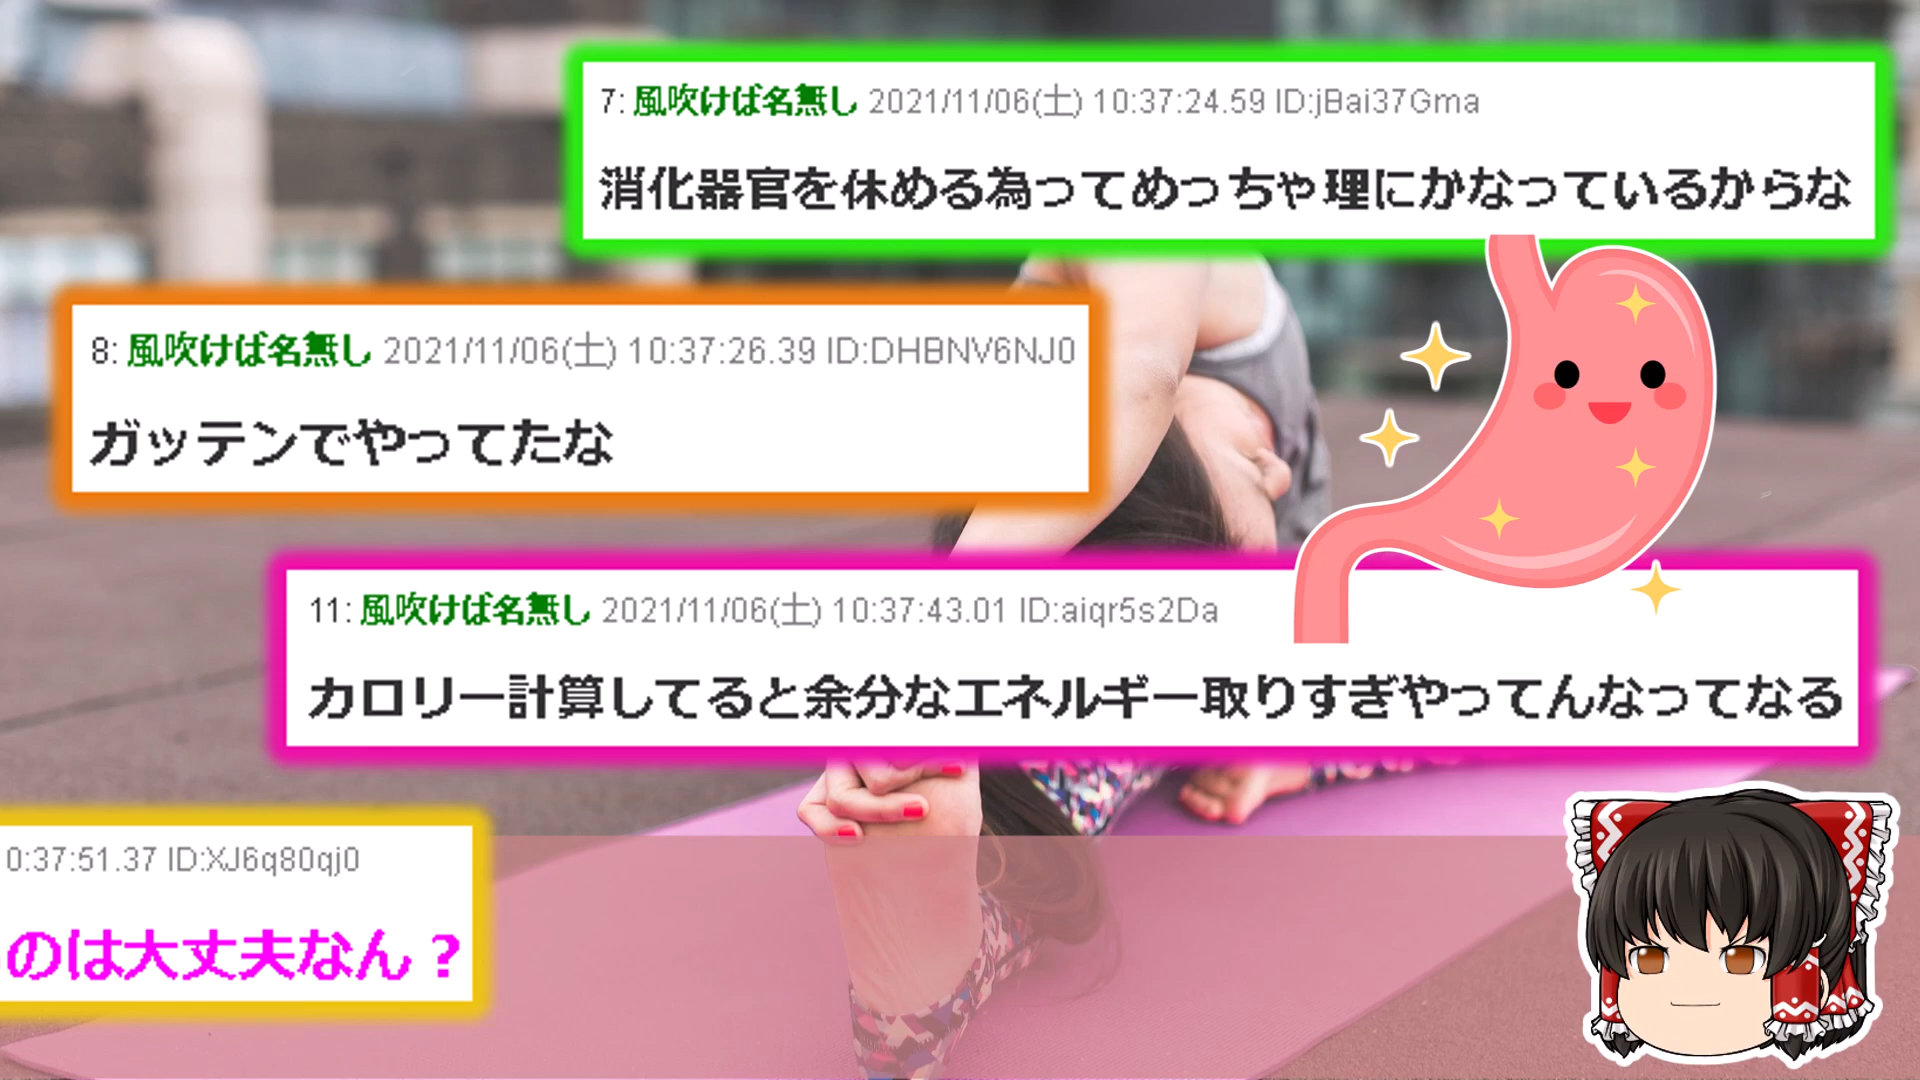 7: 風吹けば名無し 2021/11/06(土) 10:37:24.59 ID:jBai37Gma
消化器官を休める為ってめっちゃ理にかなっているからな
8: 風吹けば名無し 2021/11/06(土) 10:37:26.39 ID:DHBNV6NJ0
ガッテンでやってたな
11: 風吹けば名無し 2021/11/06(土) 10:37:43.01 ID:aiqr5s2Da
カロリー計算してると余分なエネルギー取りすぎやってんなってなる
0:37:51.37 ID:XJ6q80qj0
のは大丈夫なん？